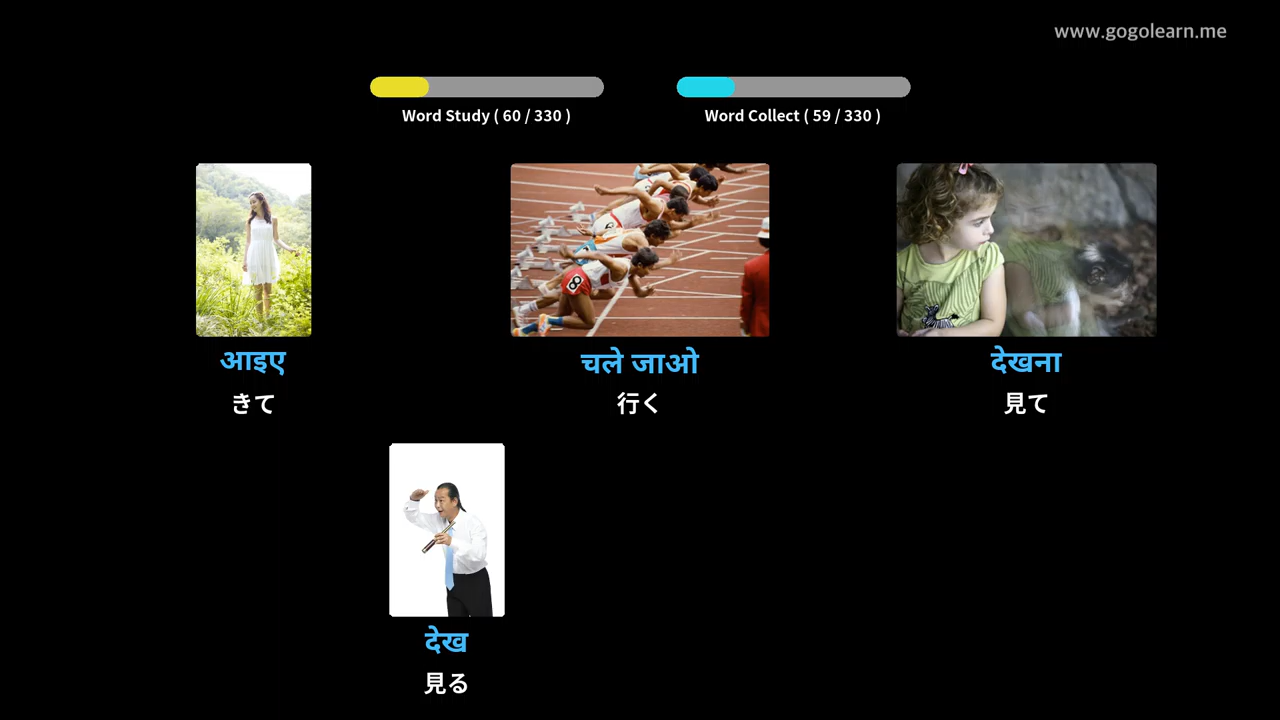 www.gogolearn.me
Word Study ( 60 / 330 )
Word Collect ( 59 / 330 )
आइए
きて
चले जाओ
行く
देखना
見て
देख
見る